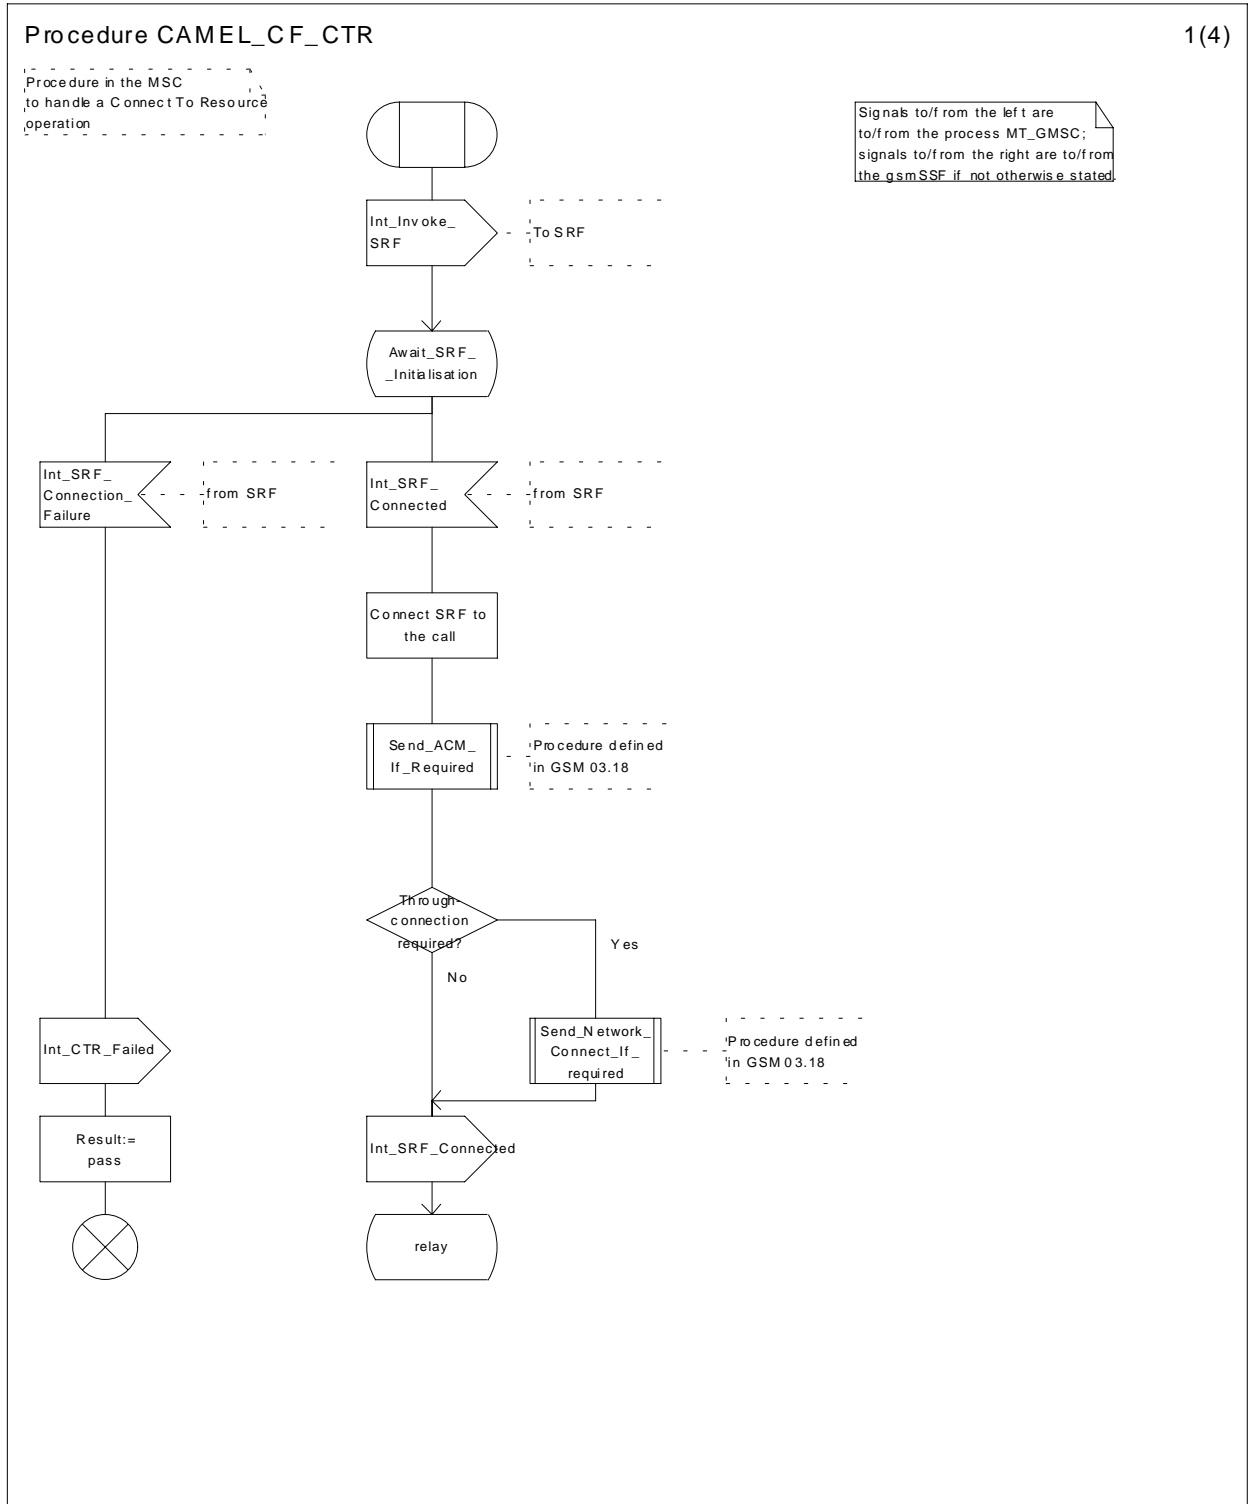 Procedure CAMEL_CF_CTR
1(4)
Procedure in the MSC
to handle a Connect To Resource
operation
Signals to/from the left are
to/from the process MT_GMSC;
signals to/from the right are to/from
the gsmSSF if not otherwise stated.
Int_Invoke_
SRF
To SRF
Await_SRF_
_Initialisation
Int_SRF_
Connection_
Failure
from SRF
Int_SRF_
Connected
from SRF
Connect SRF to
the call
Send_ACM_
If_Required
Procedure defined
in GSM 03.18
Through-
connection
required?
Yes
No
Int_CTR_Failed
Send_Network_
Connect_If_
required
Procedure defined
in GSM 03.18
Result:=
pass
Int_SRF_Connected
relay